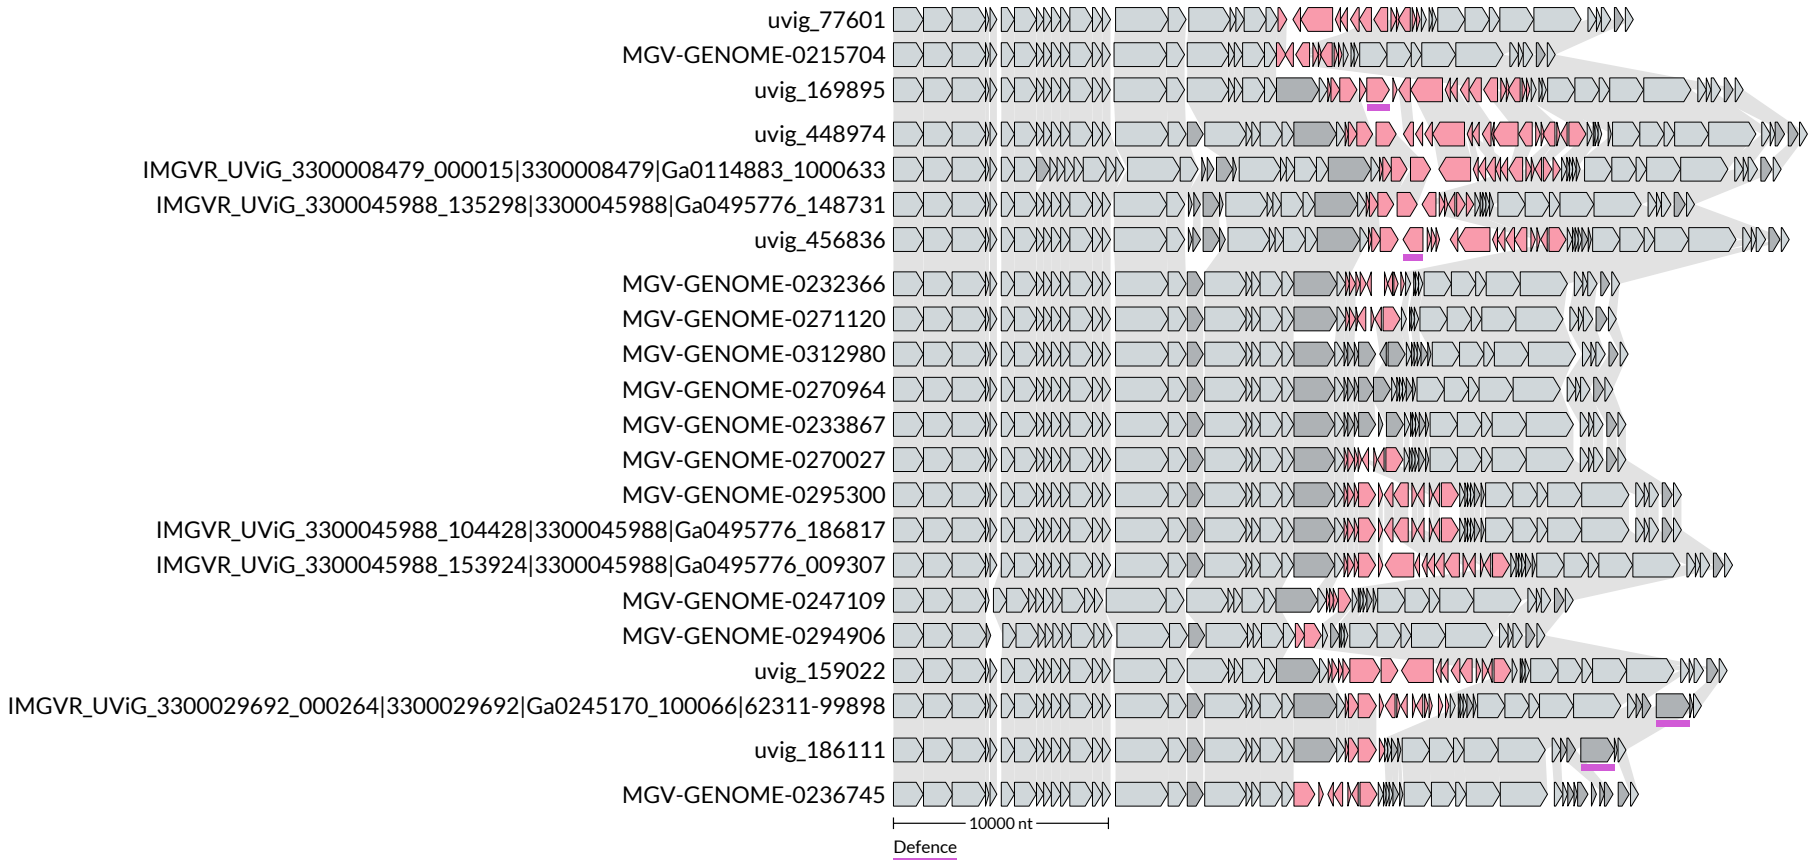 uvig_77601
MGV-GENOME-0215704
uvig_169895
uvig_448974
IMGVR_UViG_3300008479_000015|3300008479|Ga0114883_1000633
IMGVR_UViG_3300045988_135298|3300045988|Ga0495776_148731
uvig_456836
MGV-GENOME-0232366
MGV-GENOME-0271120
MGV-GENOME-0312980
MGV-GENOME-0270964
MGV-GENOME-0233867
MGV-GENOME-0270027
MGV-GENOME-0295300
IMGVR_UViG_3300045988_104428|3300045988|Ga0495776_186817
IMGVR_UViG_3300045988_153924|3300045988|Ga0495776_009307
MGV-GENOME-0247109
MGV-GENOME-0294906
uvig_159022
IMGVR_UViG_3300029692_000264|3300029692|Ga0245170_100066|62311-99898
uvig_186111
MGV-GENOME-0236745
10000 nt
Defence